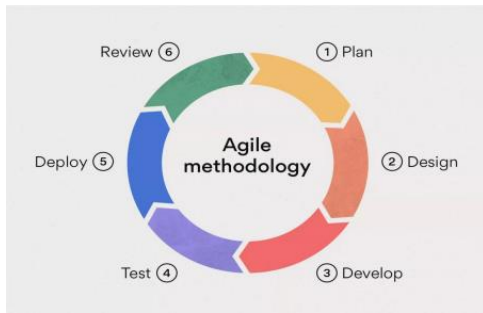 Agile
methodology
① Plan
② Design
③ Develop
Test ④
Deploy ⑤
Review ⑥